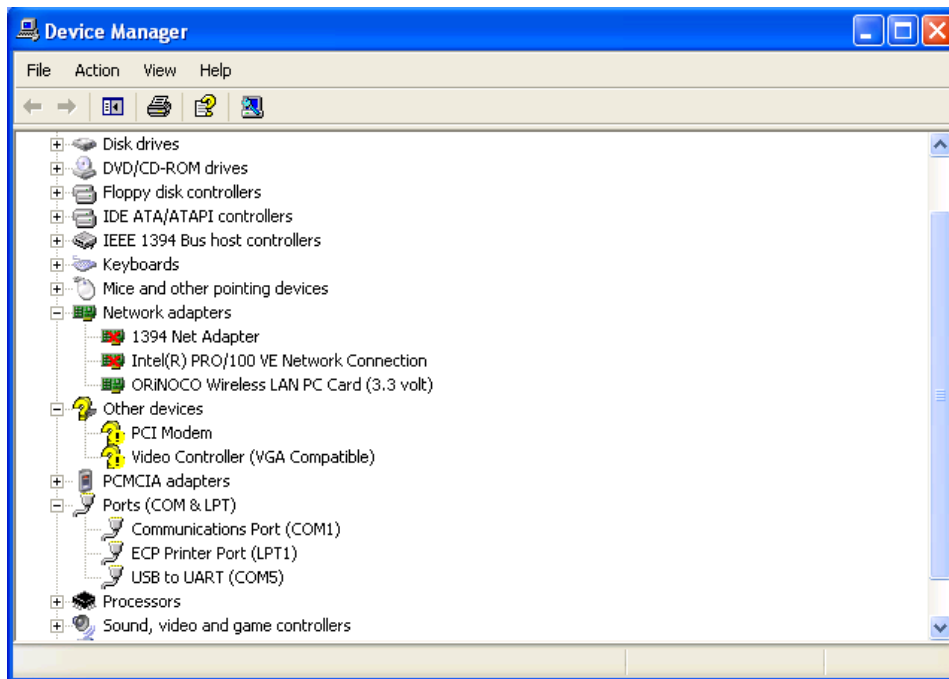 Device Manager
File Action View Help
Disk drives
DVD/CD-ROM drives
Floppy disk controllers
IDE ATA/ATAPI controllers
IEEE 1394 Bus host controllers
Keyboards
Mice and other pointing devices
Network adapters
1394 Net Adapter
Intel(R) PRO/100 VE Network Connection
ORiNOCO Wireless LAN PC Card (3.3 volt)
Other devices
PCI Modem
Video Controller (VGA Compatible)
PCMCIA adapters
Ports (COM & LPT)
Communications Port (COM1)
ECP Printer Port (LPT1)
USB to UART (COM5)
Processors
Sound, video and game controllers